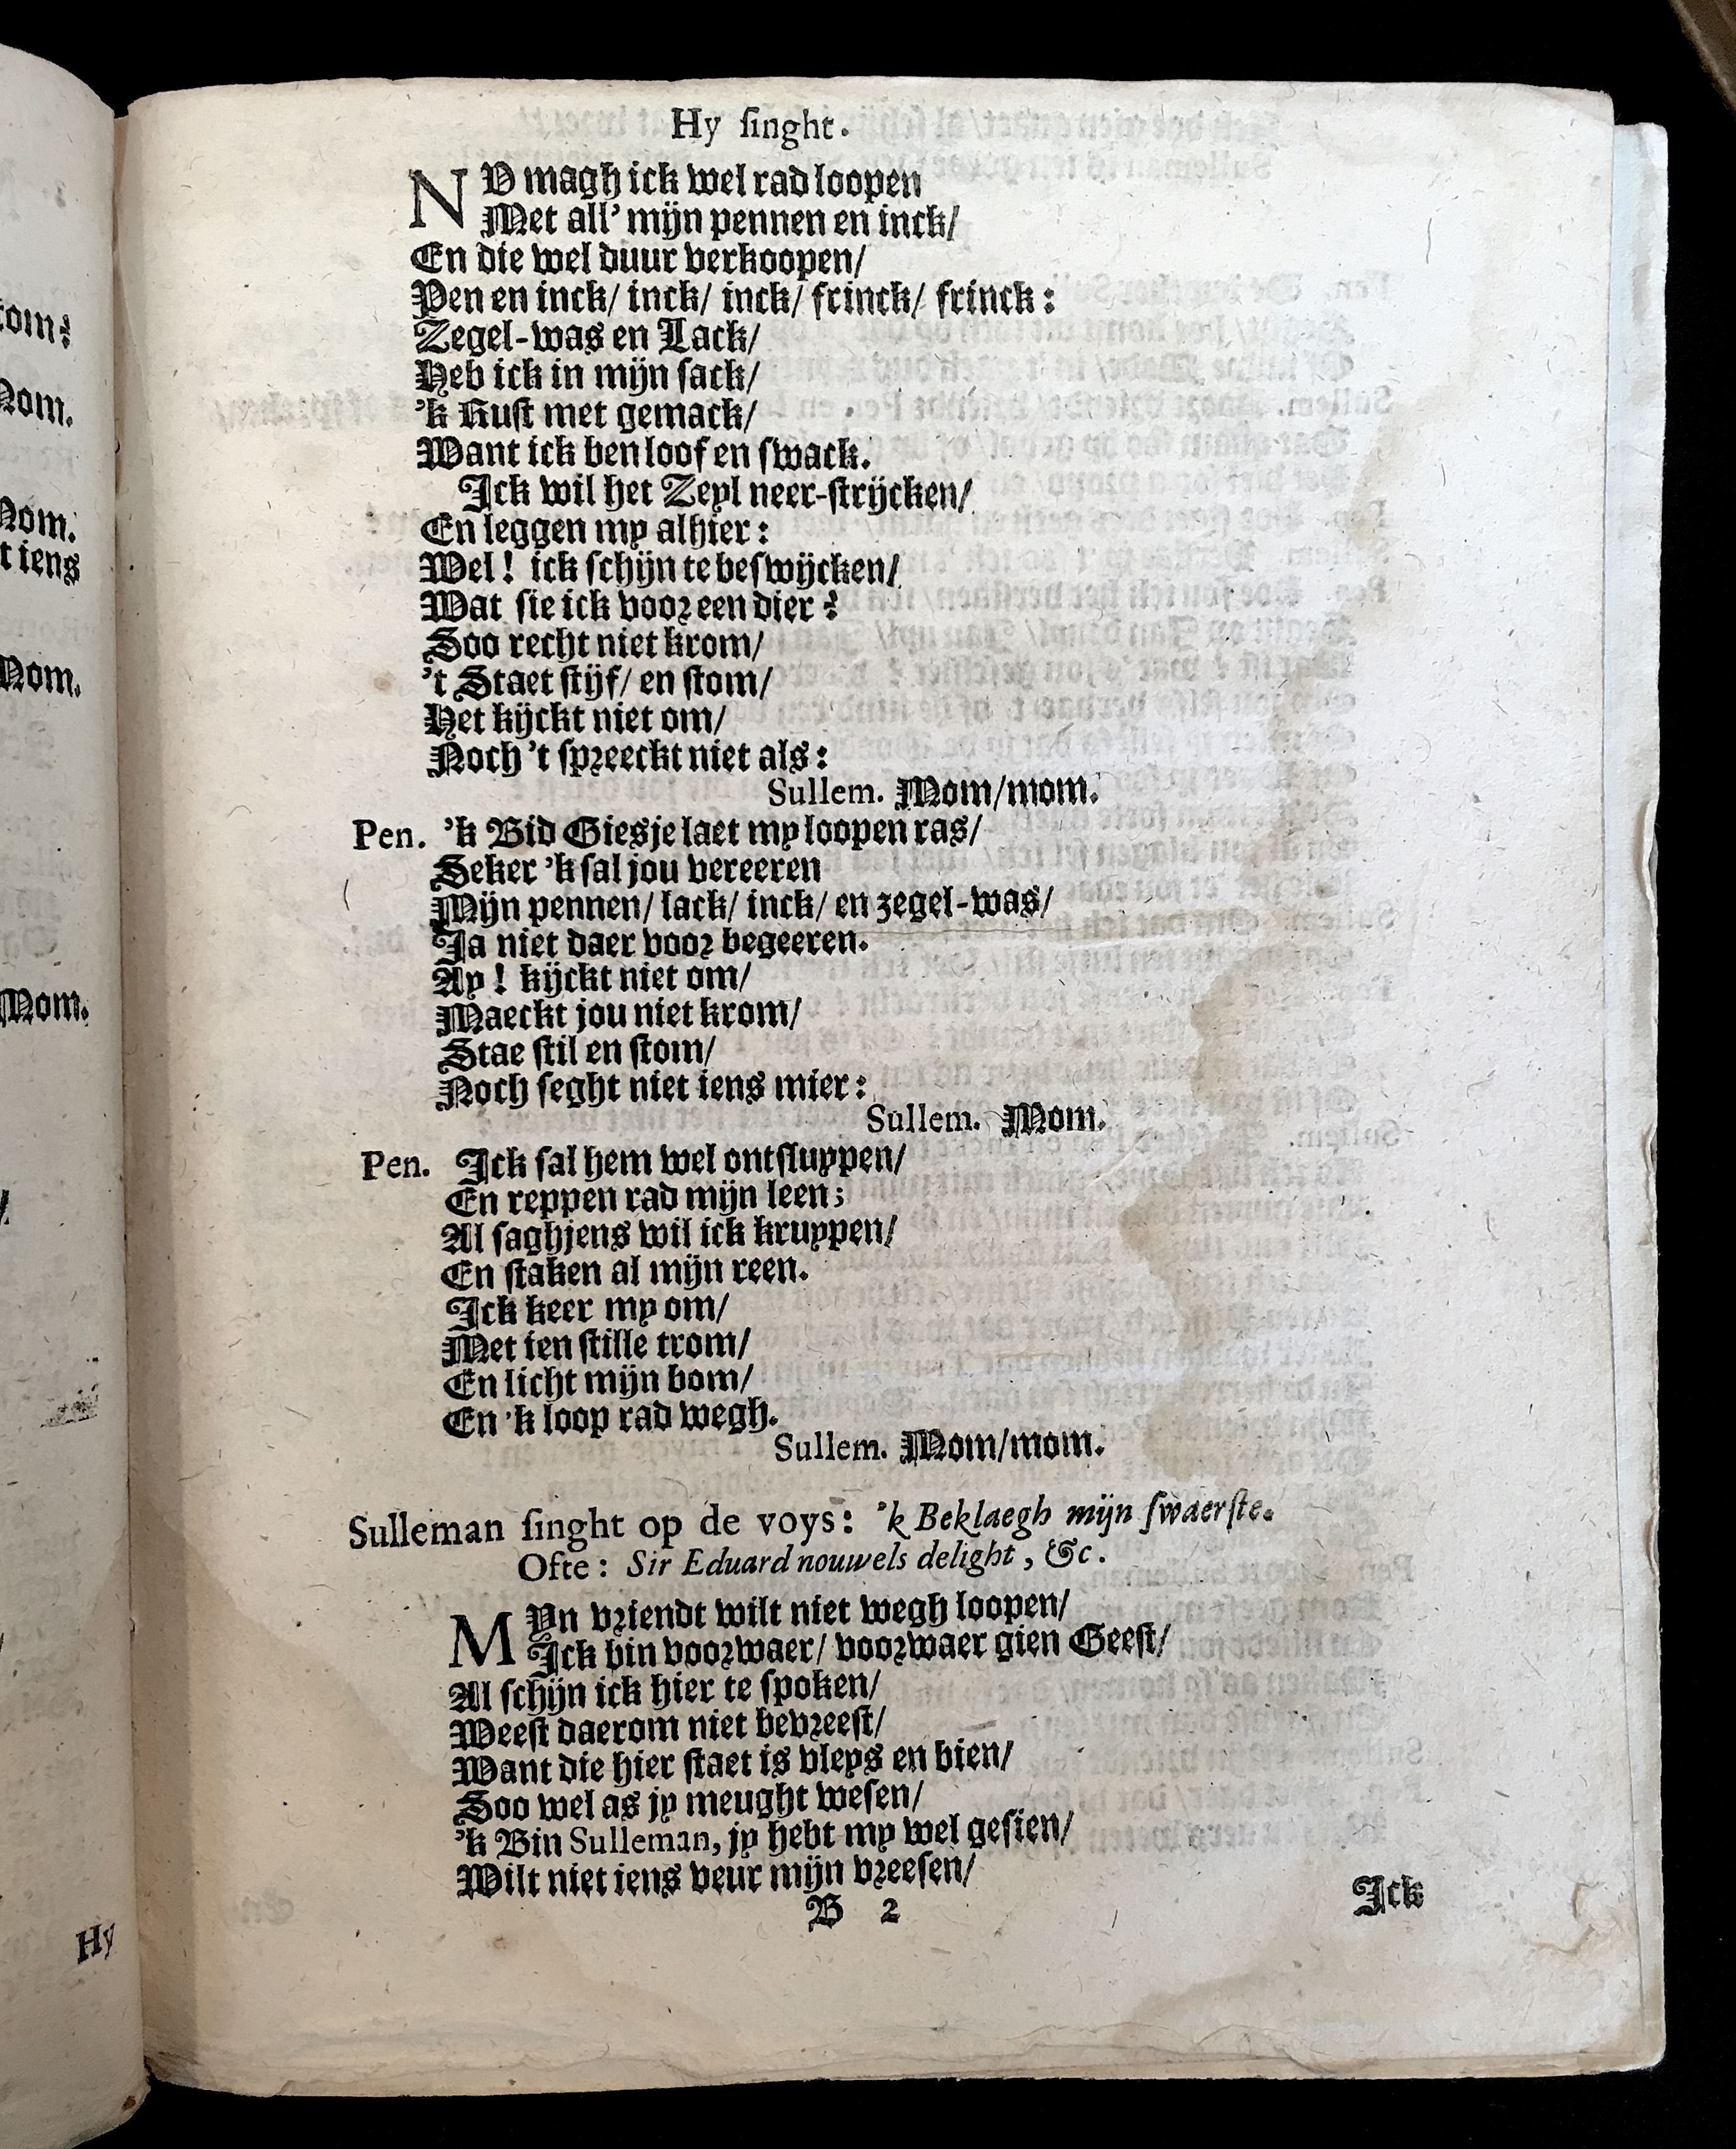 Hy ſinght.
NU magh ick wel rad loopen
Met all' mijn pennen en inck/
En die wel duur verkoopen/
Pen en inck/ inck/ inck/ frinck/ frinck:
Zegel-was en Lack/
Heb ick in mijn ſack/
'k Rust met gemack/
Want ick ben loof en ſwack.
Ick wil het Zeyl neer-ſtrijcken/
En leggen my alhier:
Wel! ick ſchijn te beſwijcken/
Wat sie ick voor een dier?
Soo recht niet krom/
't Staet ſtijf/ en ſtom/
Het kijckt niet om/
Noch 't ſpreeckt niet als:
Sullem. Mom/mom.
Pen. 'k Bid Giesje laet my loopen ras/
Seker 'k ſal jou vereeren
Mijn pennen/ lack/ inck/ en zegel-was/
Ja niet daer voor begeeren.
Ay! kijckt niet om/
Maeckt jou niet krom/
Stae ſtil en ſtom/
Noch ſeght niet iens mier:
Sullem. Mom.
Pen. Ick ſal hem wel ontſluypen/
En reppen rad mijn leen;
Al ſaghjens wil ick kruypen/
En ſtaken al mijn reen.
Ick keer my om/
Met ien ſtille trom/
En licht mijn bom/
En 'k loop rad wegh.
Sullem. Mom/mom.
Sulleman ſinght op de voys: 'k Beklaegh mijn ſwaerſte.
Ofte: Sir Eduard nouwels delight, &c.
MYn vriendt wilt niet wegh loopen/
Ick bin voorwaer/ voorwaer gien Geeſt/
Al ſchijn ick hier te ſpoken/
Weeſt daerom niet bevreeſt/
Want die hier ſtaet is vleys en bien/
Soo wel as jy meught weſen/
'k Bin Sulleman, jy hebt my wel geſien/
Wilt niet iens veur mijn vreeſen/
B 2
Ick
tom?
Nom.
Nom.
t iens
Nom.
Mom.
Hy